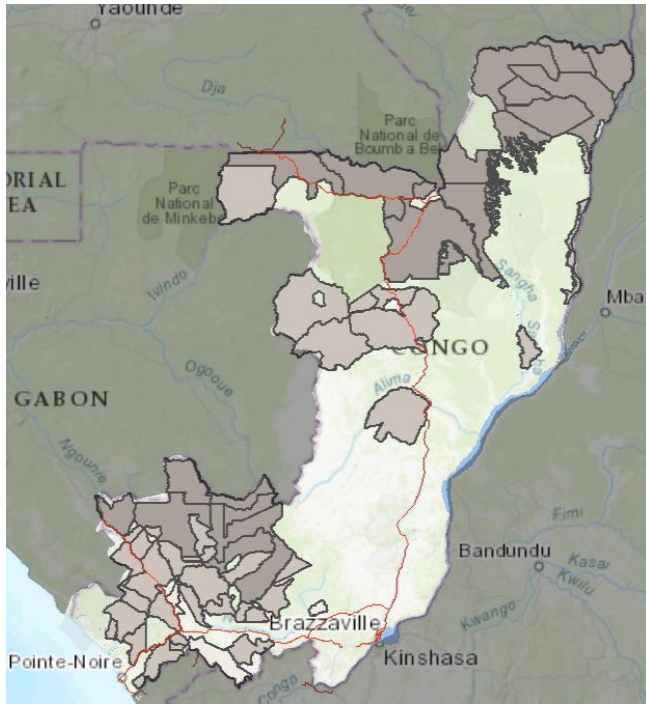 Yaounde
Dja
Parc
National de
Boumba Bek
ORIAL
EA
Parc
National
de Minkebe
ville
Ivindo
Sangha
Mba
Ogooue
CONGO
Alima
GABON
Ngounie
Fimi
Bandundu
Kasai
Kwilu
Kwango
Brazzaville
Pointe-Noire
Kinshasa
Congo